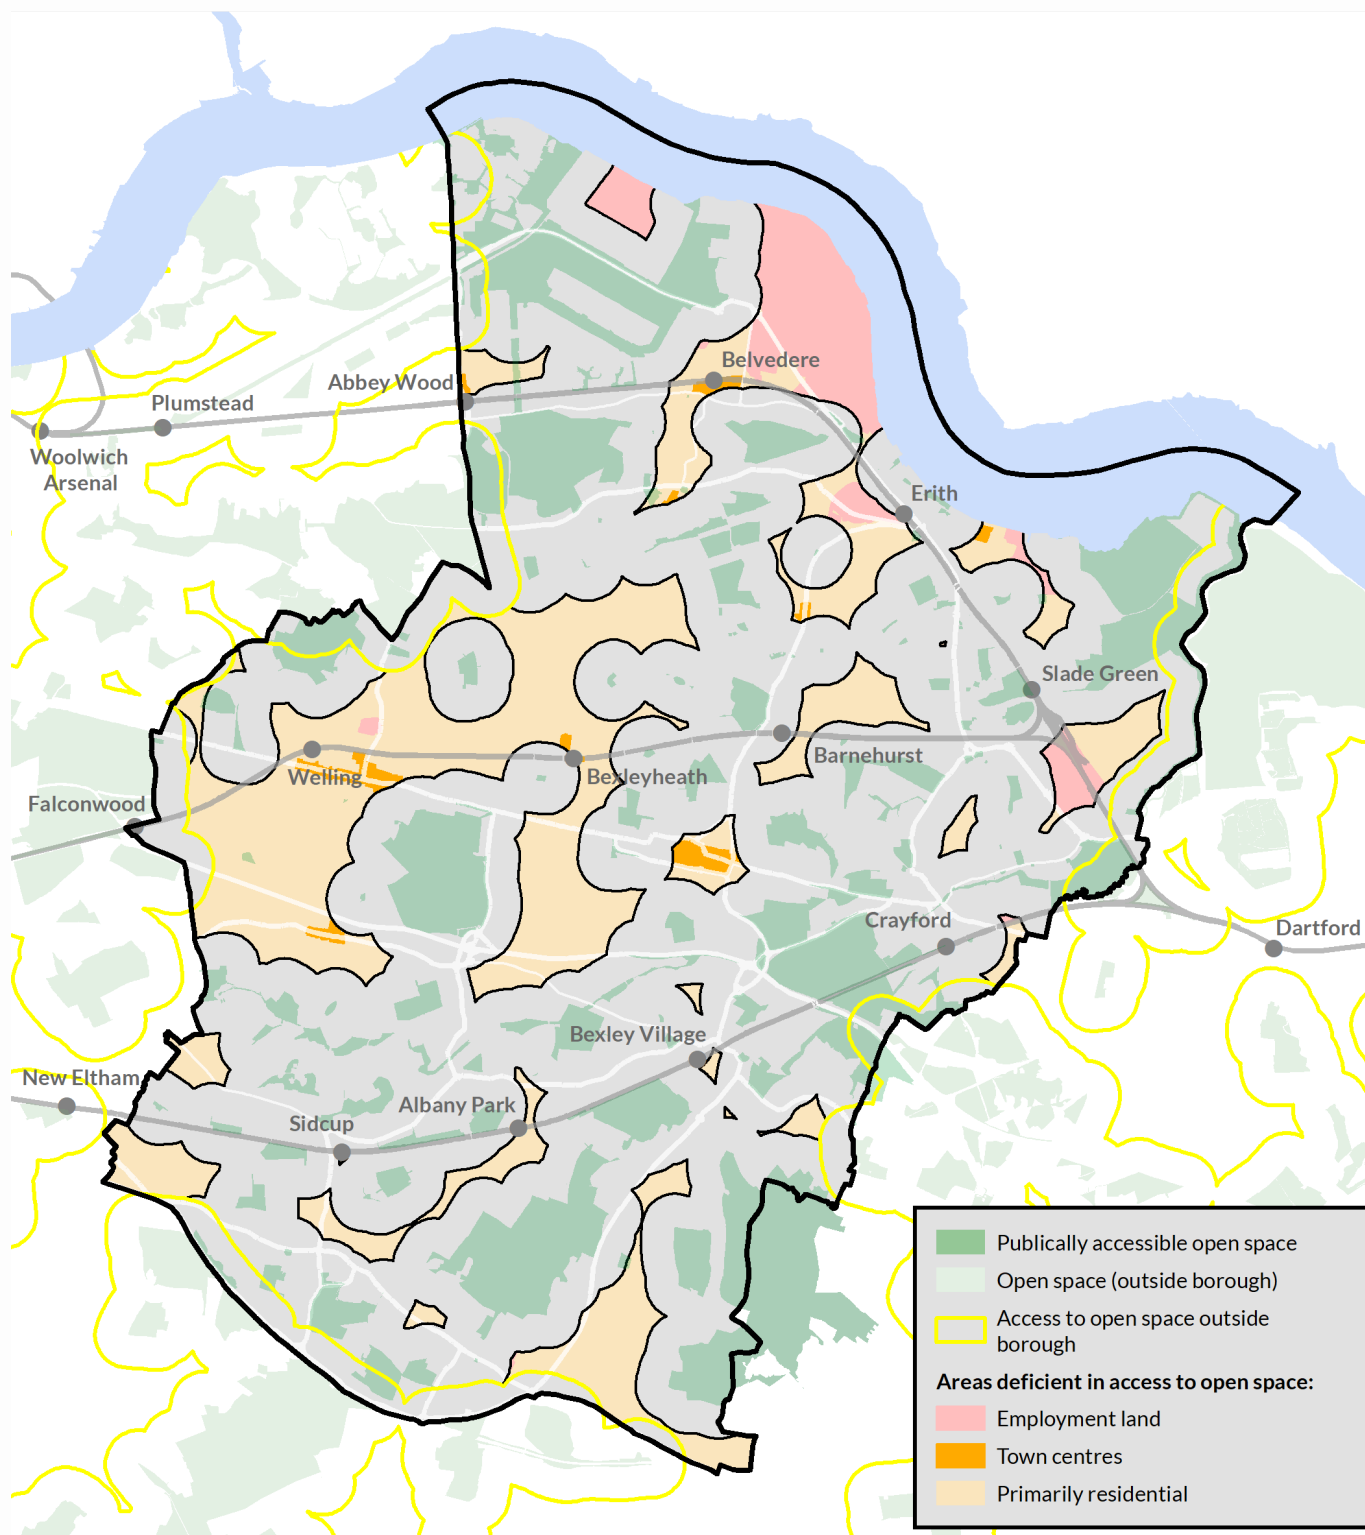 Belvedere
Abbey Wood
Plumstead
Woolwich
Arsenal
Erith
Slade Green
Barnehurst
Welling
Bexleyheath
Falconwood
Crayford
Dartford
Bexley Village
New Eltham
Albany Park
Sidcup
Publically accessible open space
Open space (outside borough)
Access to open space outside
borough
Areas deficient in access to open space:
Employment land
Town centres
Primarily residential